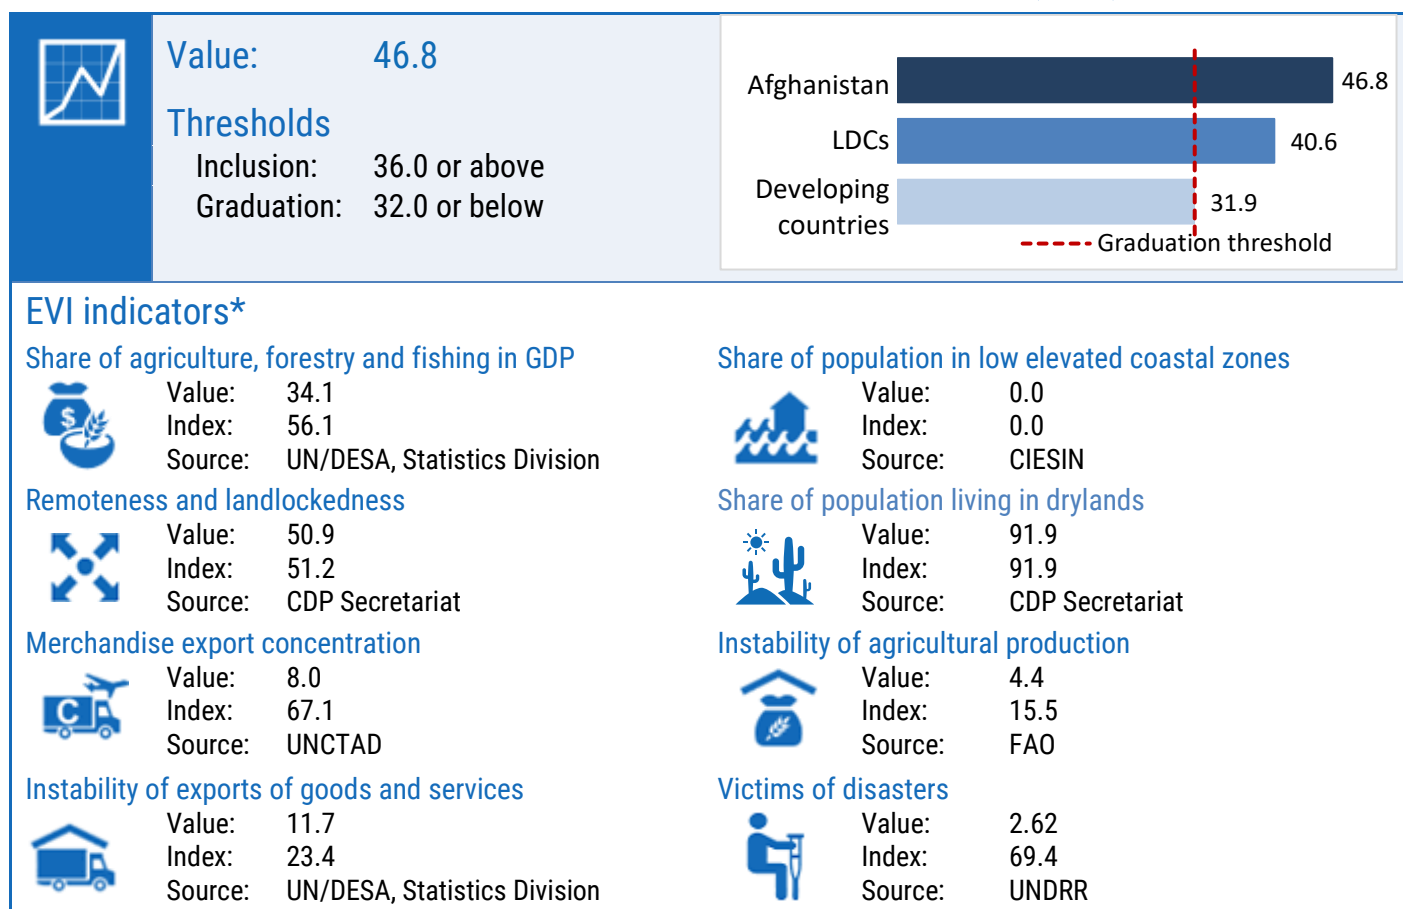 Value: 46.8
Thresholds
Inclusion: 36.0 or above
Graduation: 32.0 or below
Afghanistan 46.8
LDCs 40.6
Developing
countries 31.9
Graduation threshold
EVI indicators*
Share of agriculture, forestry and fishing in GDP
Value: 34.1
Index: 56.1
Source: UN/DESA, Statistics Division
Share of population in low elevated coastal zones
Value: 0.0
Index: 0.0
Source: CIESIN
Remoteness and landlockedness
Value: 50.9
Index: 51.2
Source: CDP Secretariat
Share of population living in drylands
Value: 91.9
Index: 91.9
Source: CDP Secretariat
Merchandise export concentration
C
Value: 8.0
Index: 67.1
Source: UNCTAD
Instability of agricultural production
Value: 4.4
Index: 15.5
Source: FAO
Instability of exports of goods and services
Value: 11.7
Index: 23.4
Source: UN/DESA, Statistics Division
Victims of disasters
Value: 2.62
Index: 69.4
Source: UNDRR